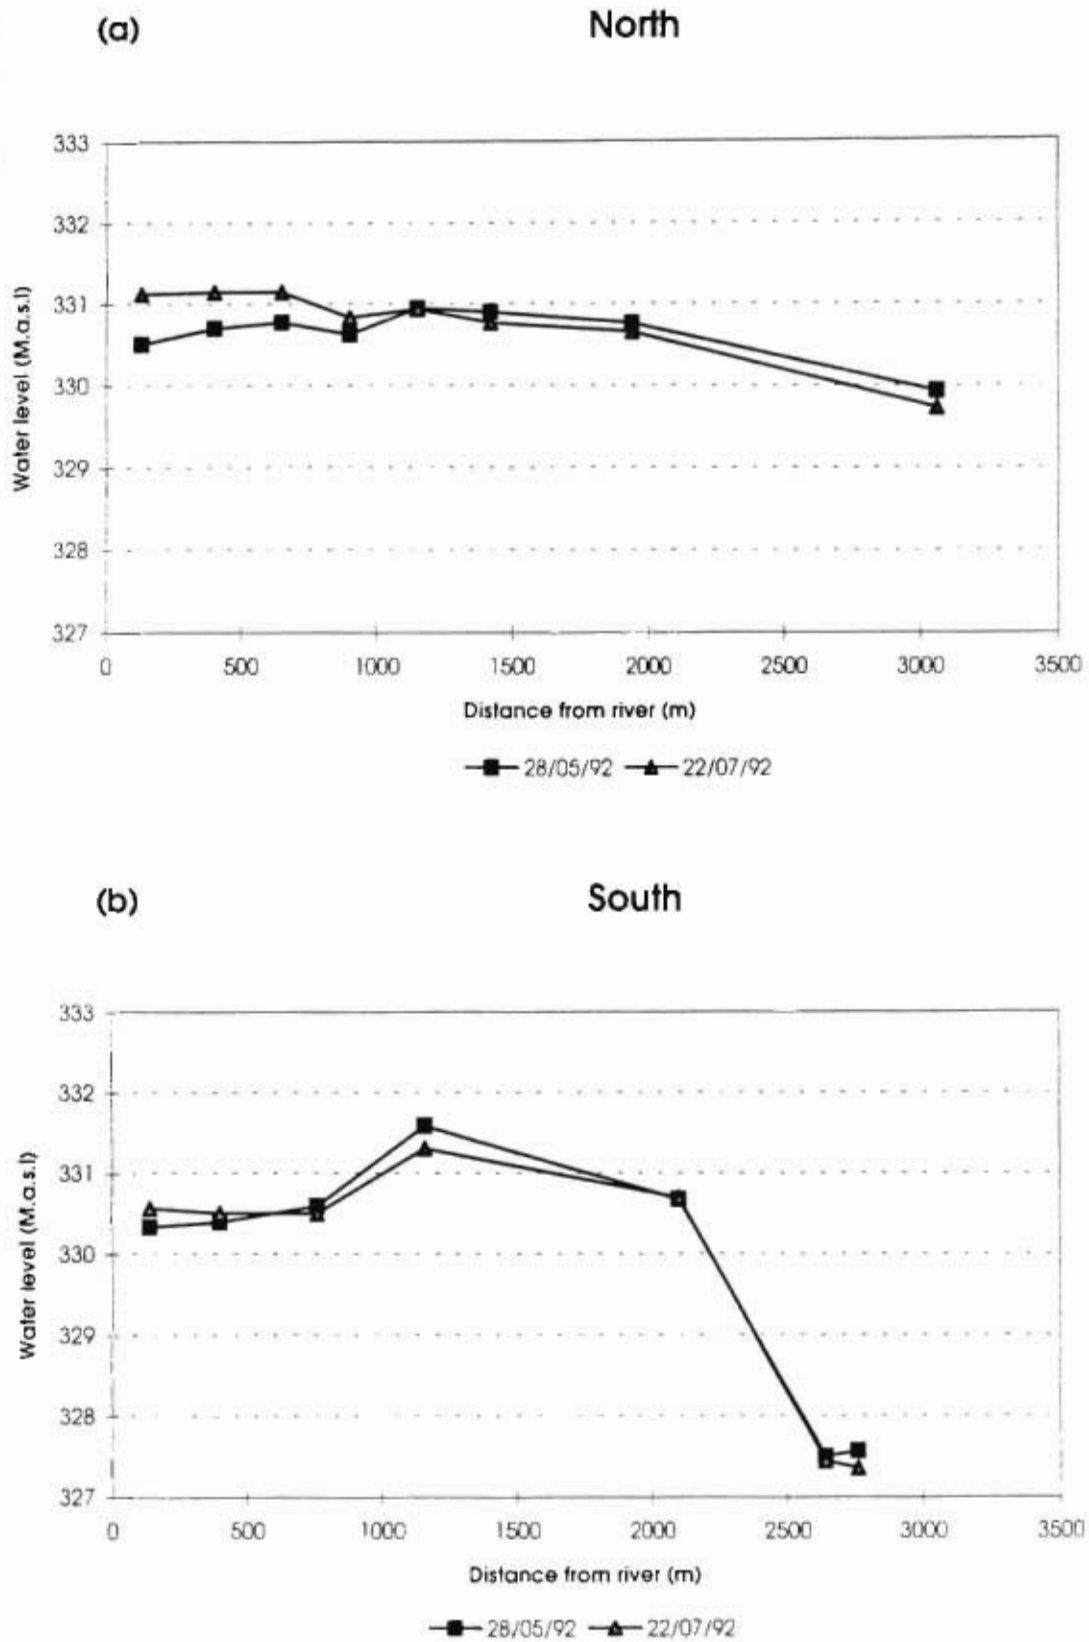 (a) North
333
332
331
330
329
328
327
Water level (M.a.s.l)
0 500 1000 1500 2000 2500 3000 3500
Distance from river (m)
28/05/92 22/07/92
(b) South
333
332
331
330
329
328
327
Water level (M.a.s.l)
0 500 1000 1500 2000 2500 3000 3500
Distance from river (m)
28/05/92 22/07/92